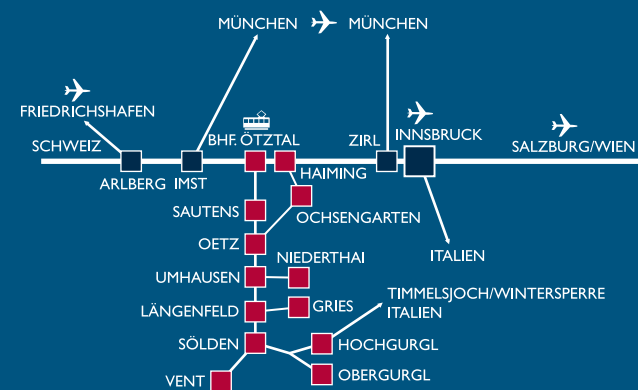 MÜNCHEN
MÜNCHEN
FRIEDRICHSHAFEN
SCHWEIZ
BHF. ÖTZTAL
ZIRL
INNSBRUCK
SALZBURG/WIEN
ARLBERG
IMST
HAIMING
SAUTENS
OCHSENGARTEN
OETZ
ITALIEN
NIEDERTHAI
UMHAUSEN
TIMMELSJOCH/WINTERSPERRE
ITALIEN
LÄNGENFELD
GRIES
SÖLDEN
HOCHGURGL
VENT
OBERGURGL